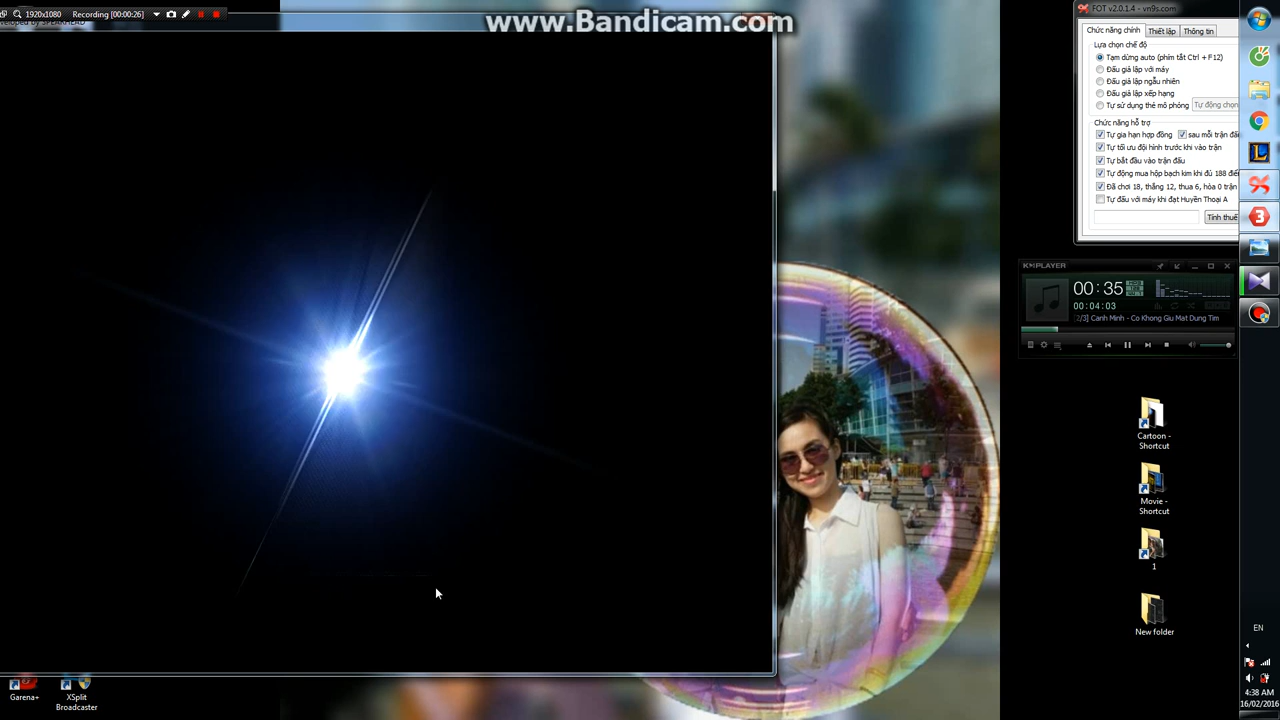 1920x1080
Recording [00:00:26]
www.Bandicam.com
FOT v2.0.1.4 - vn9s.com
Chức năng chính
Thiết lập
Thông tin
Lựa chọn chế độ
Tạm dừng auto (phím tắt Ctrl + F12)
Đấu giả lập với máy
Đấu giả lập ngẫu nhiên
Đấu giả lập xếp hạng
Tự sử dụng thẻ mô phỏng
Tự động chọn
Chức năng hỗ trợ
Tự gia hạn hợp đồng
sau mỗi trận
Tự tối ưu đội hình trước khi vào trận
Tự bắt đầu vào trận đấu
Tự động mua hộp bạch kim khi đủ 188
Đã chơi 18, thắng 12, thua 6, hòa 0 trận
Tự đấu với máy khi đạt Huyền Thoại A
Tính thuế
KMPLAYER
00:35
00:04:03
[2/3] Canh Minh - Co Khong Giu Mat Dung Tim
Cartoon -
Shortcut
Movie -
Shortcut
1
New folder
Garena+
XSplit
Broadcaster
EN
4:38 AM
16/02/2016